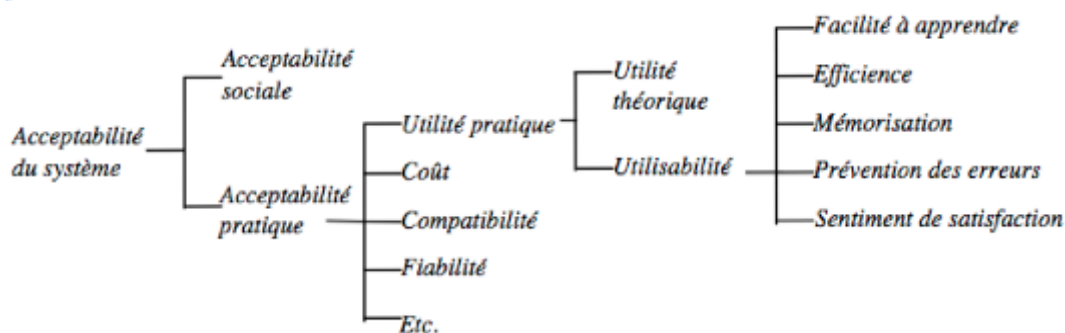 Acceptabilité
du système
Acceptabilité
sociale
Acceptabilité
pratique
Utilité pratique
Coût
Compatibilité
Fiabilité
Etc.
Utilité
théorique
Utilisabilité
Facilité à apprendre
Efficience
Mémorisation
Prévention des erreurs
Sentiment de satisfaction